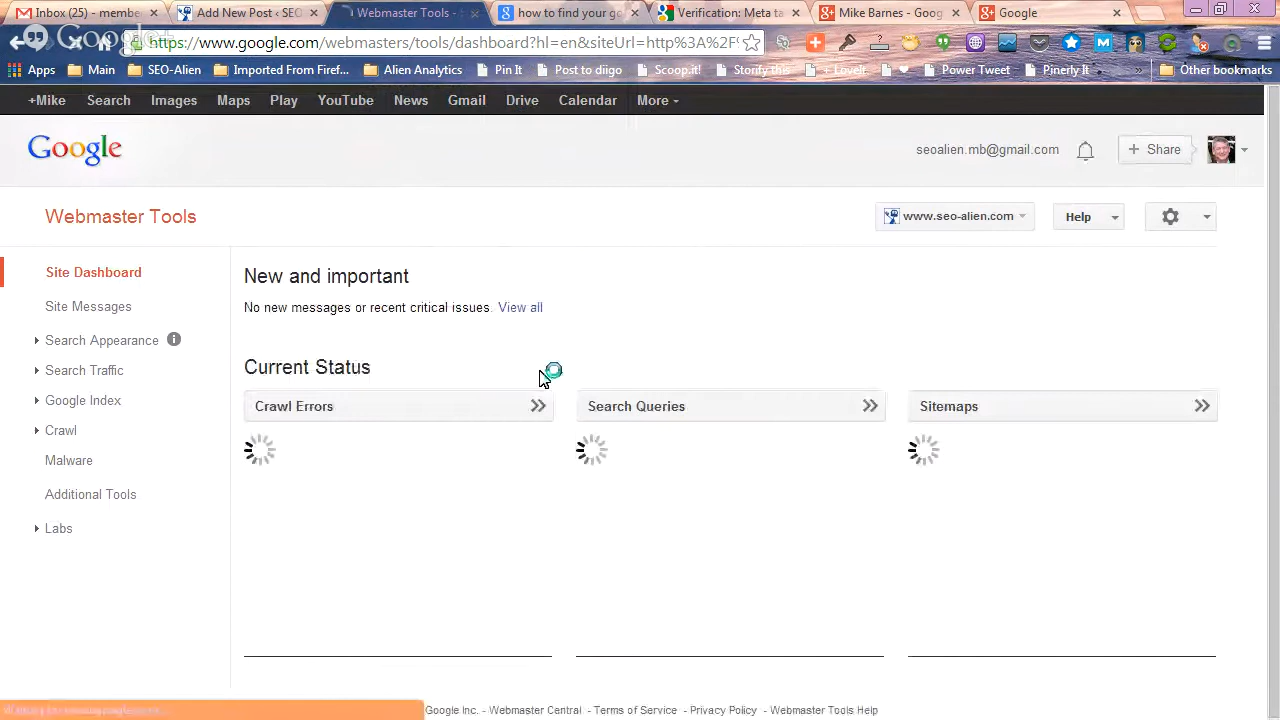 Inbox (25) - membe
Add New Post ‹ SEO
Webmaster Tools -
how to find your go
Verification: Meta ta
Mike Barnes - Goog
Google
Google+
https://www.google.com/webmasters/tools/dashboard?hl=en&siteUrl=http%3A%2F
Apps Main SEO-Alien Imported From Firef... Alien Analytics Pin It Post to diigo Scoop.it! Storify this + LoveIt Power Tweet Pinerly It » Other bookmarks
+Mike Search Images Maps Play YouTube News Gmail Drive Calendar More
Google
seoalien.mb@gmail.com
+ Share
Webmaster Tools
www.seo-alien.com
Help
Site Dashboard
Site Messages
Search Appearance
Search Traffic
Google Index
Crawl
Malware
Additional Tools
Labs
New and important
No new messages or recent critical issues. View all
Current Status
Crawl Errors
Search Queries
Sitemaps
Google Inc. - Webmaster Central - Terms of Service - Privacy Policy - Webmaster Tools Help